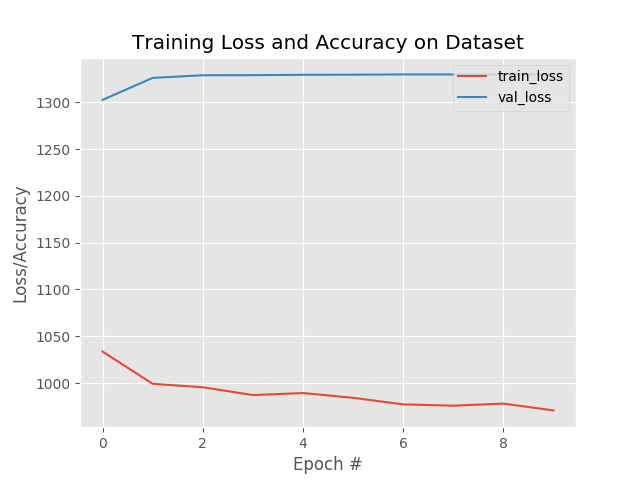 Training Loss and Accuracy on Dataset
train_loss
val_loss
1300
1250
1200
1150
1100
1050
1000
Loss/Accuracy
0 2 4 6 8
Epoch #